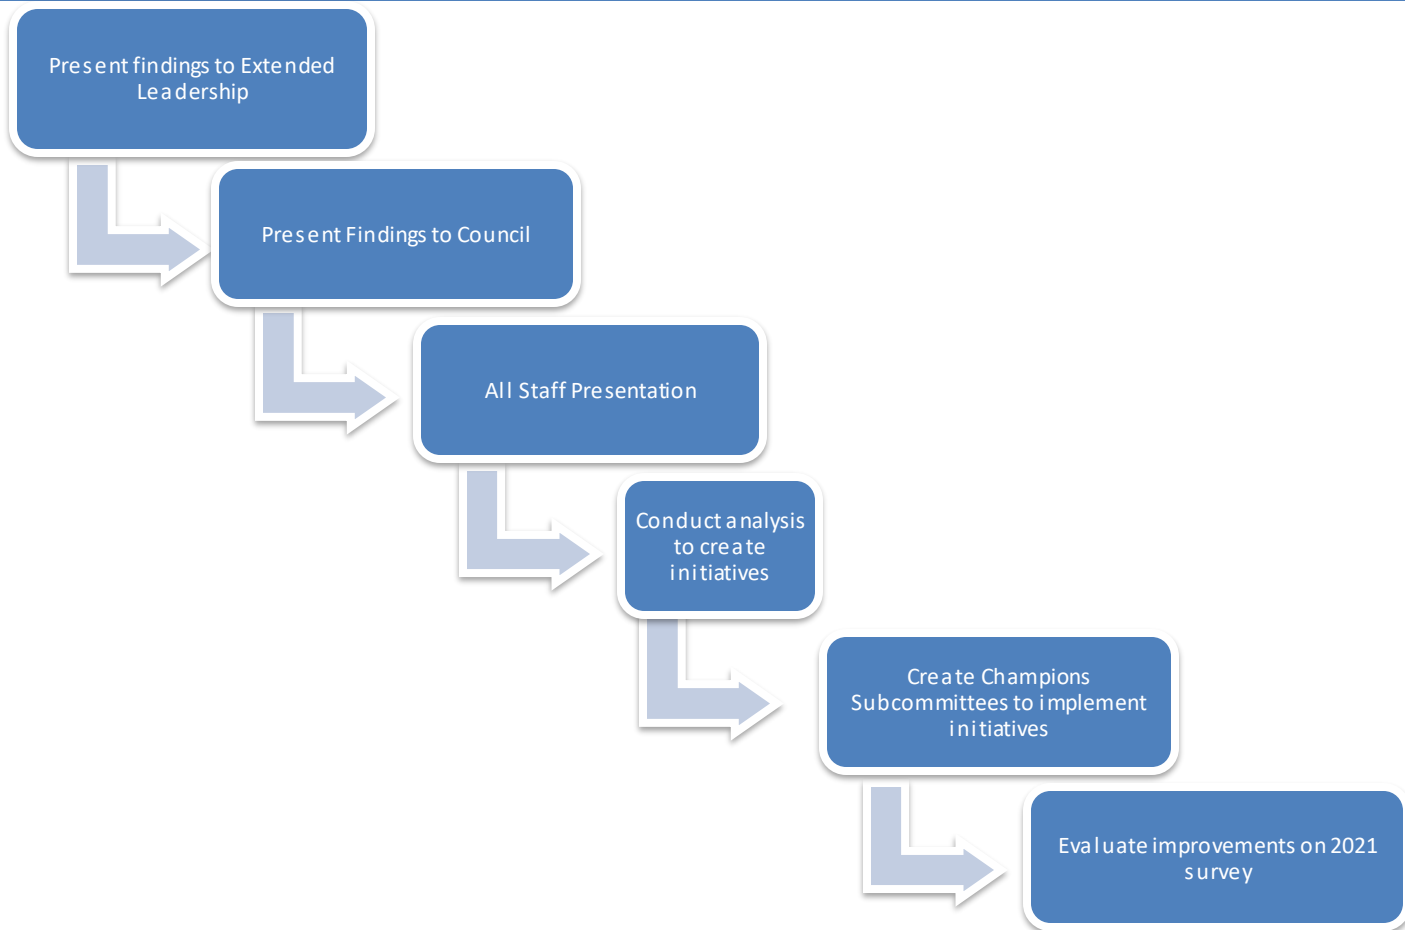 Present findings to Extended
Leadership
Present Findings to Council
All Staff Presentation
Conduct analysis
to create
initiatives
Create Champions
Subcommittees to implement
initiatives
Evaluate improvements on 2021
survey